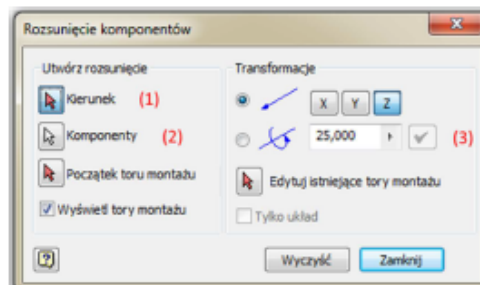 Rozsunięcie komponentów
Utwórz rozsunięcie
Kierunek (1)
Komponenty (2)
Początek toru montażu
Wyświetl tory montażu
Transformacje
X Y Z
25,000 (3)
Edytuj istniejące tory montażu
Tylko układ
Wyczyść Zamknij